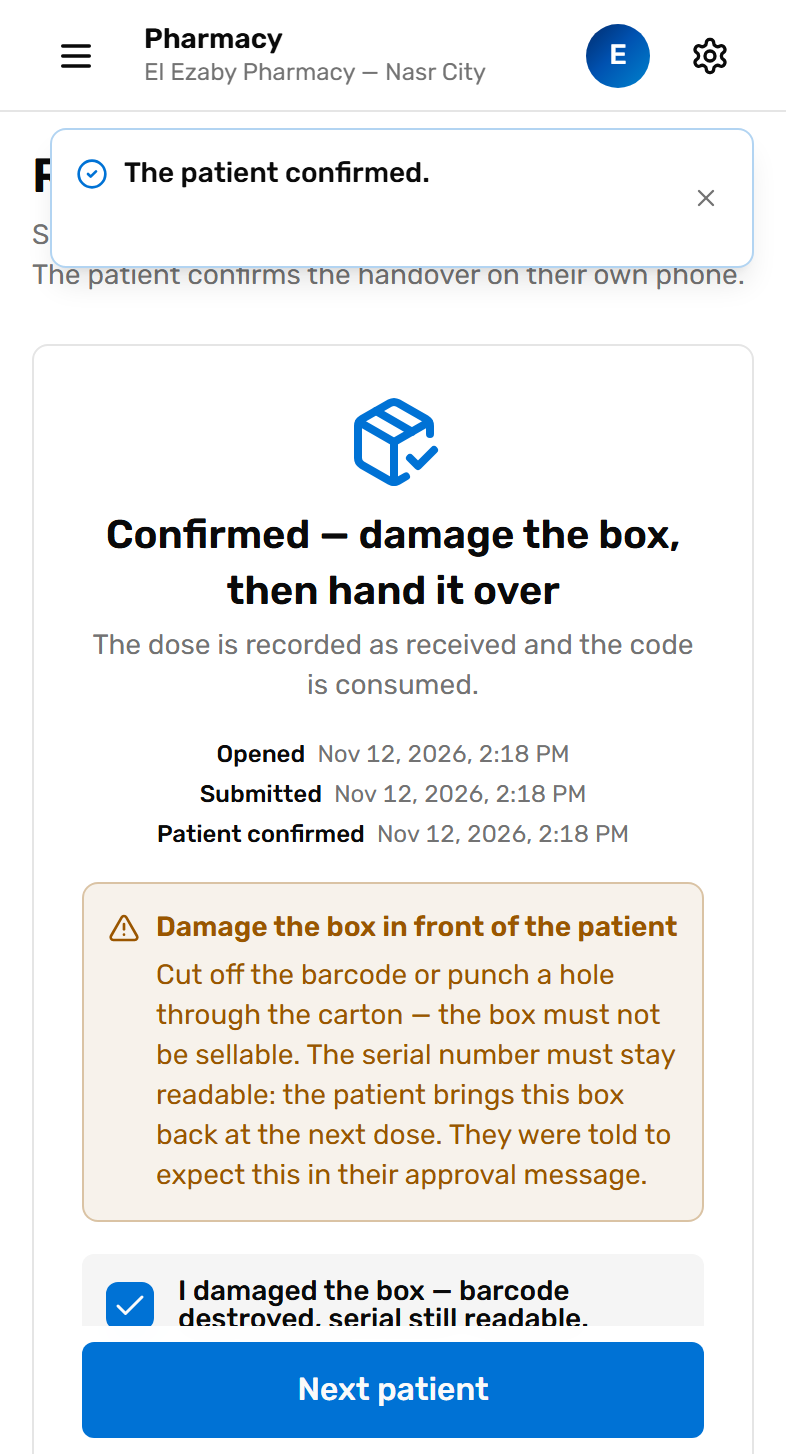 Pharmacy
El Ezaby Pharmacy — Nasr City
E
The patient confirmed.
The patient confirms the handover on their own phone.
Confirmed — damage the box,
then hand it over
The dose is recorded as received and the code
is consumed.
Opened Nov 12, 2026, 2:18 PM
Submitted Nov 12, 2026, 2:18 PM
Patient confirmed Nov 12, 2026, 2:18 PM
Damage the box in front of the patient
Cut off the barcode or punch a hole
through the carton — the box must not
be sellable. The serial number must stay
readable: the patient brings this box
back at the next dose. They were told to
expect this in their approval message.
I damaged the box — barcode
destroyed, serial still readable.
Next patient